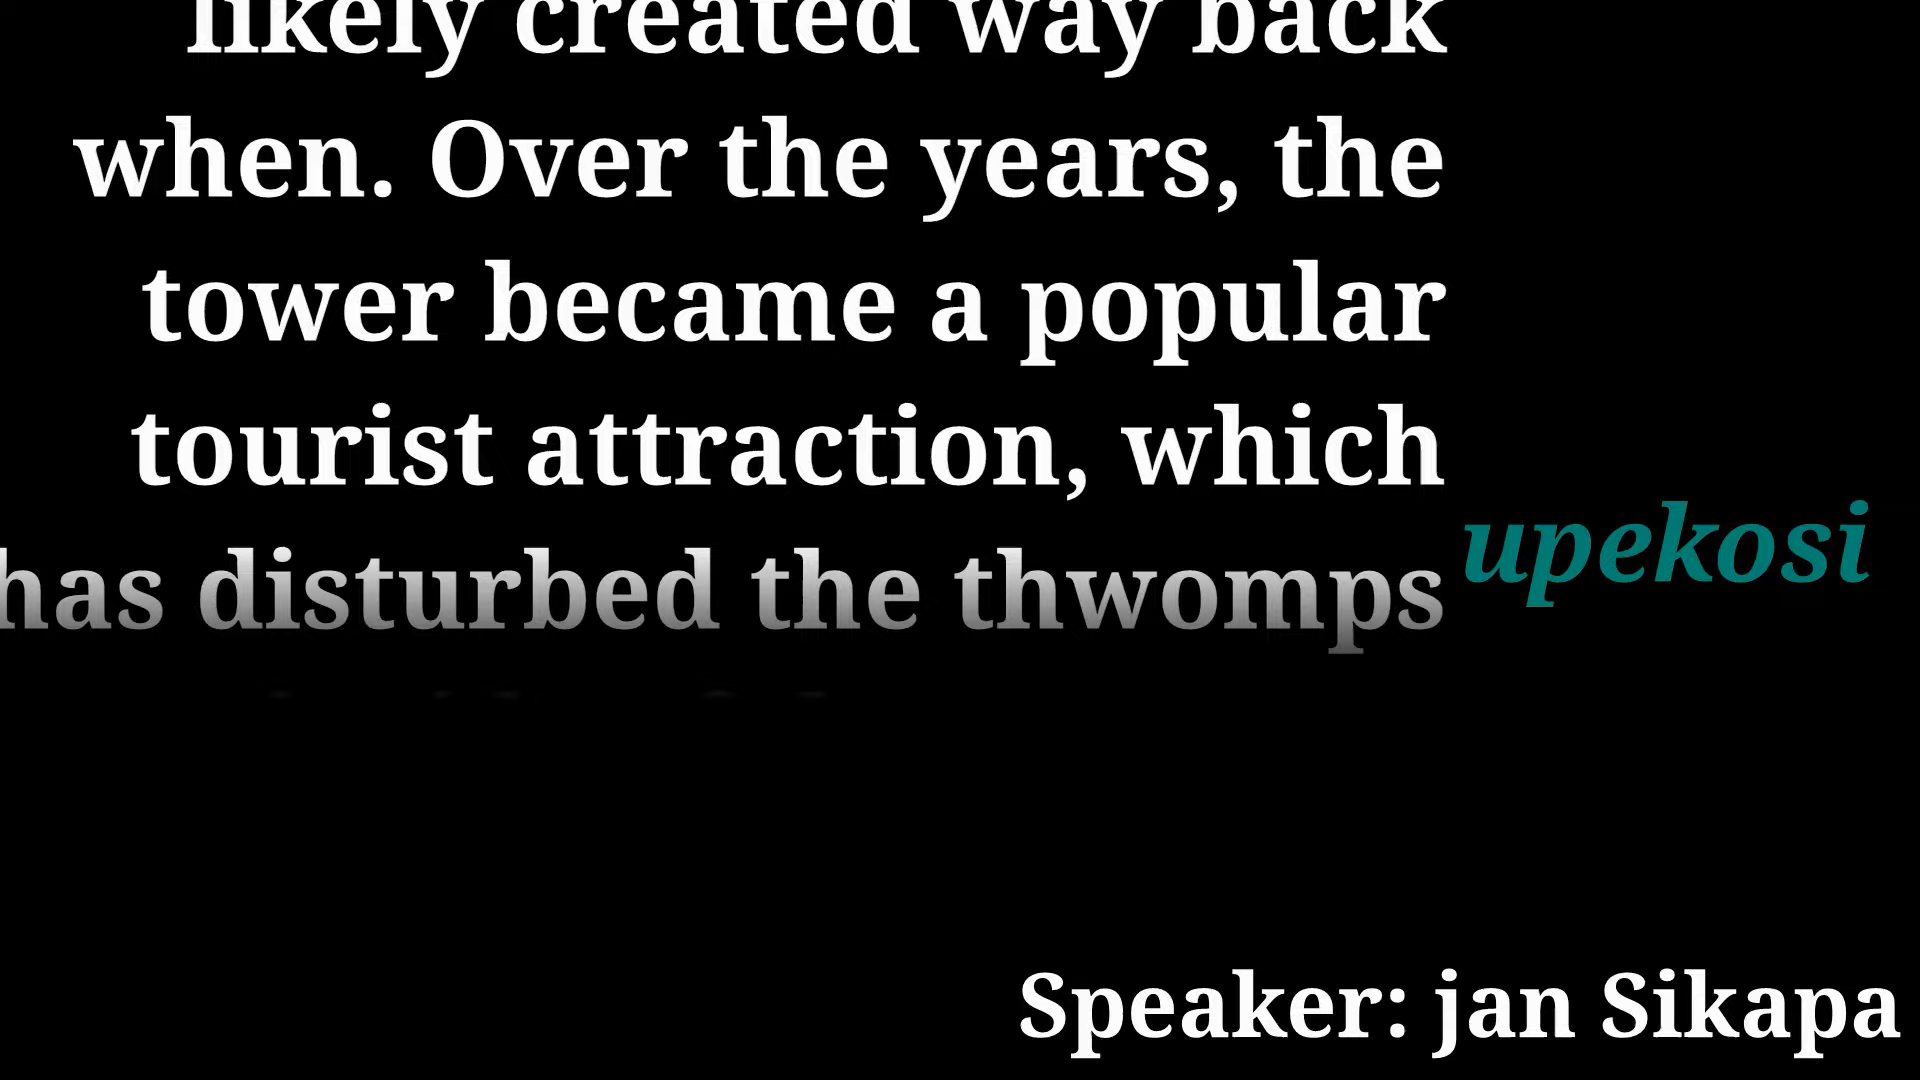 likely created way back
when. Over the years, the
tower became a popular
tourist attraction, which
has disturbed the thwomps
upekosi
Speaker: jan Sikapa